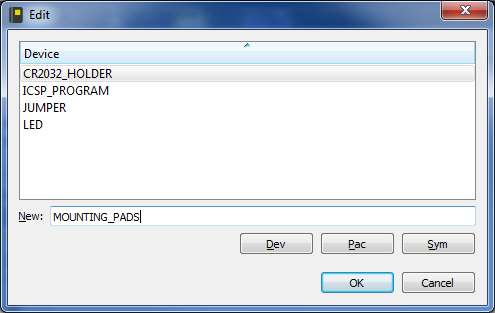 Edit
Device
CR2032_HOLDER
ICSP_PROGRAM
JUMPER
LED
New: MOUNTING_PADS
Dev Pac Sym
OK Cancel